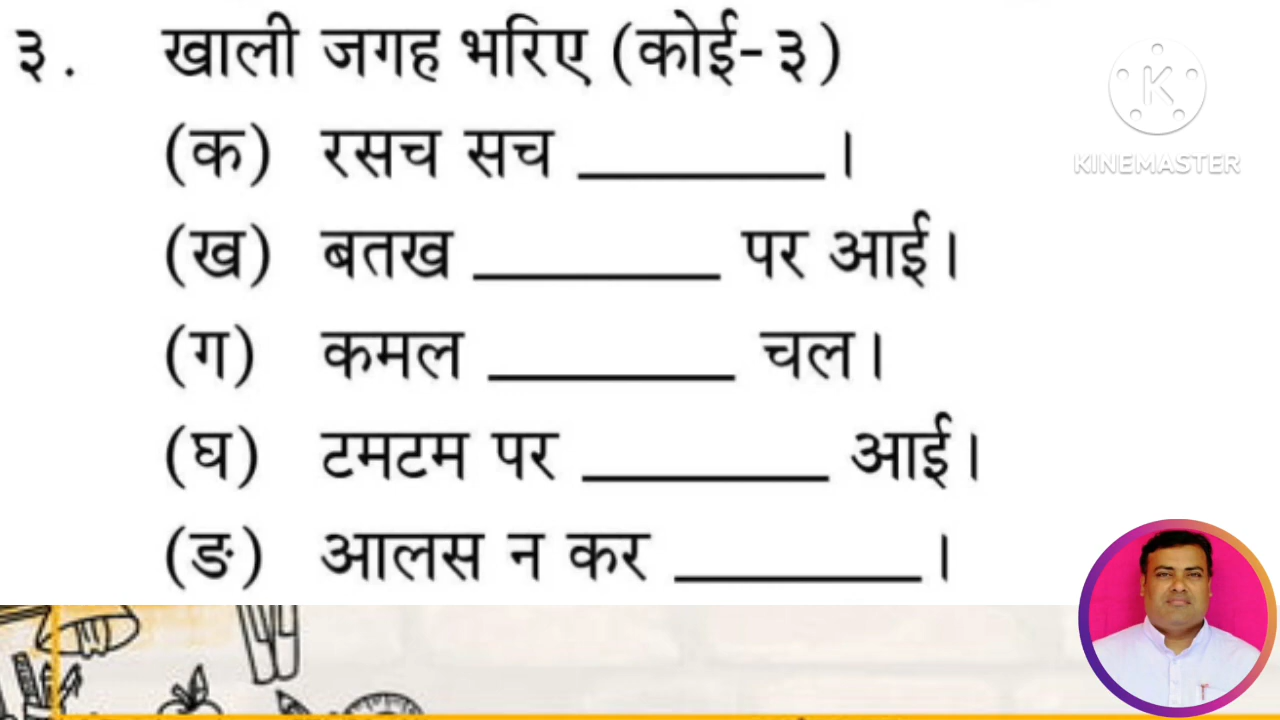 ३. खाली जगह भरिए (कोई-३)
(क) रसच सच ________।
(ख) बतख ________ पर आई।
(ग) कमल ________ चल।
(घ) टमटम पर ________ आई।
(ङ) आलस न कर ________।
K
KINEMASTER